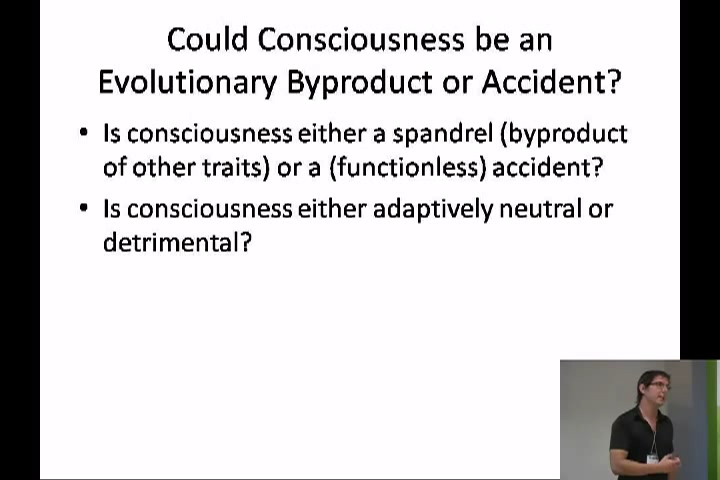 Could Consciousness be an
Evolutionary Byproduct or Accident?
• Is consciousness either a spandrel (byproduct
of other traits) or a (functionless) accident?
• Is consciousness either adaptively neutral or
detrimental?